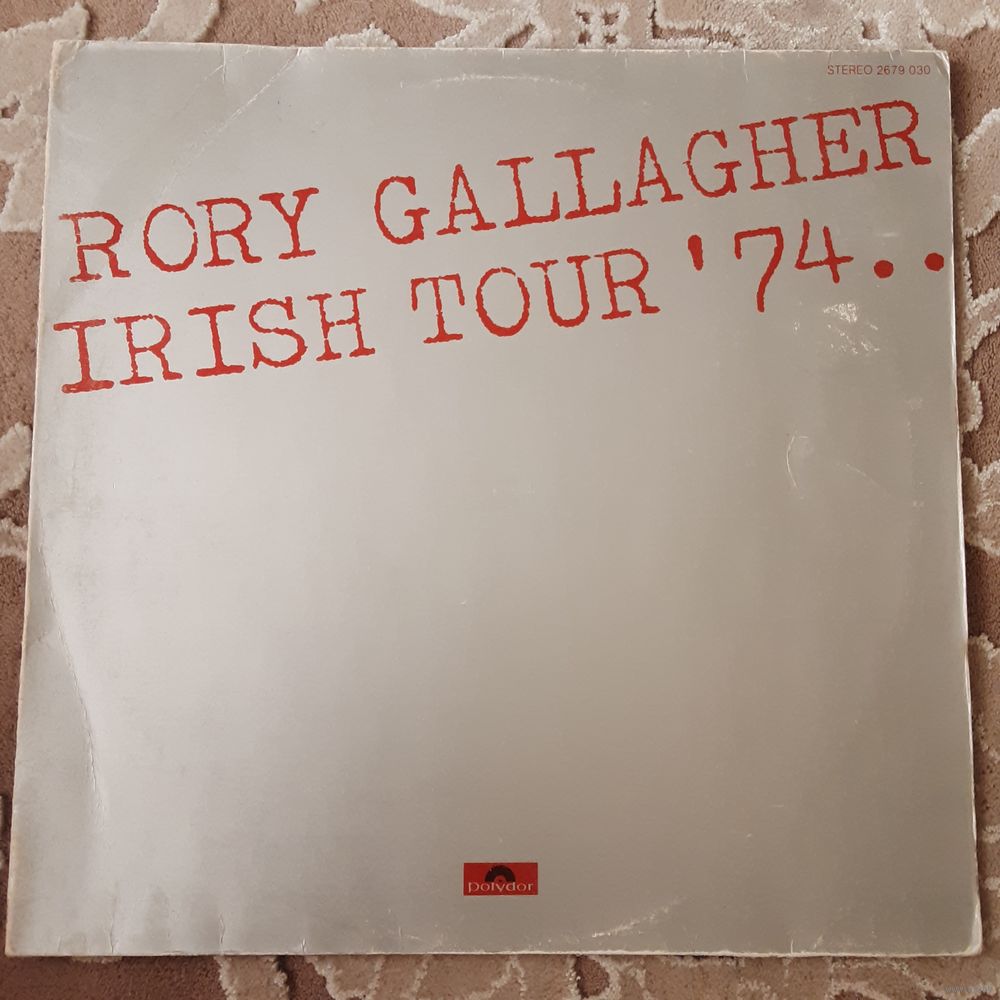 STEREO 2679 030
RORY GALLAGHER
IRISH TOUR '74..
polydor